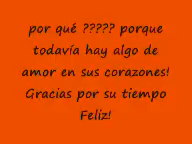 por qué ????? porque
todavía hay algo de
amor en sus corazones!
Gracias por su tiempo
Feliz!